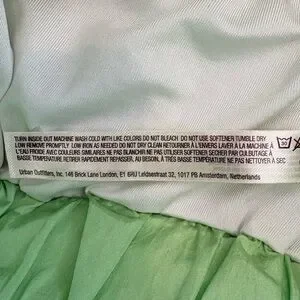 TURN INSIDE OUT MACHINE WASH COLD WITH LIKE COLORS DO NOT BLEACH DO NOT USE SOFTENER TUMBLE DRY
LOW REMOVE PROMPTLY LOW IRON AS NEEDED DO NOT DRY CLEAN RETOURNER À L'ENVERS LAVER À LA MACHINE À
L'EAU FROIDE AVEC COULEURS SIMILAIRES NE PAS BLANCHIR NE PAS UTILISER SOFTENER SECHER PAR CULBUTAGE À
BASSE TEMPÉRATURE RETIRER RAPIDEMENT REPASSER, AU BESOIN, À TRÈS BASSE TEMPÉRATURE NE PAS NETTOYER À SEC
Urban Outfitters, Inc. 146 Brick Lane London, E1 6RU Leidsestraat 32, 1017 PB Amsterdam, Netherlands